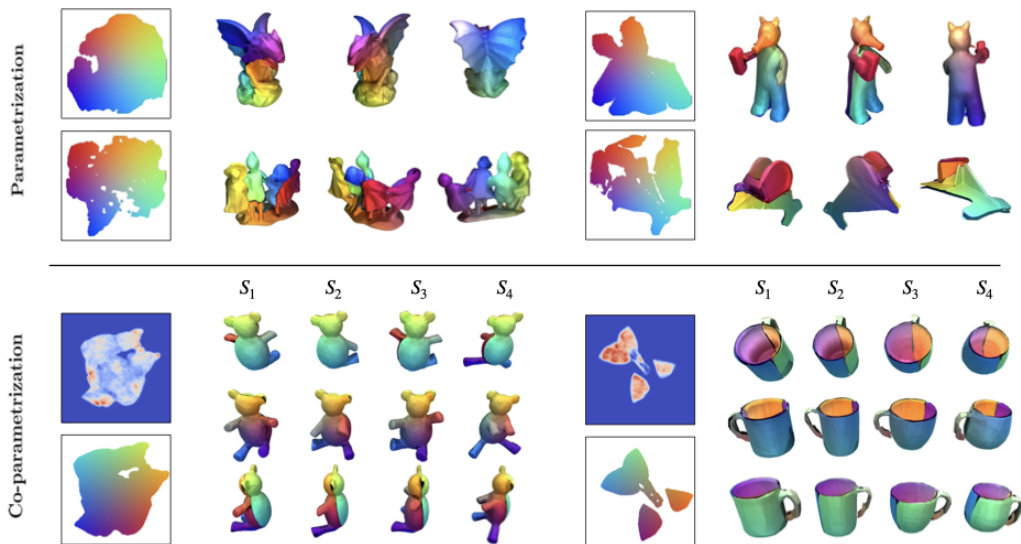 Parametrization
S1 S2 S3 S4
S1 S2 S3 S4
Co-parametrization